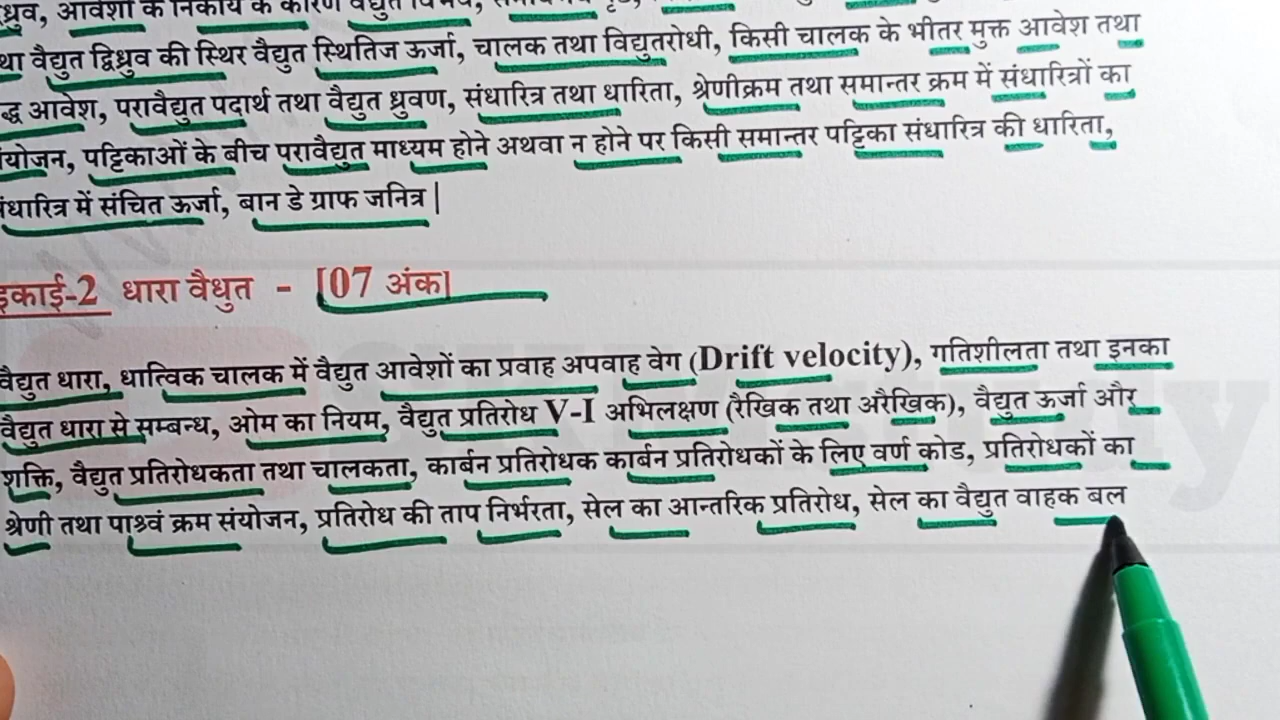 ध्रुव, आवेशों के निकाय के कारण वैद्युत विभव,
था वैद्युत द्विध्रुव की स्थिर वैद्युत स्थितिज ऊर्जा, चालक तथा विद्युतरोधी, किसी चालक के भीतर मुक्त आवेश तथा
द्ध आवेश, परावैद्युत पदार्थ तथा वैद्युत ध्रुवण, संधारित्र तथा धारिता, श्रेणीक्रम तथा समान्तर क्रम में संधारित्रों का
योजन, पट्टिकाओं के बीच परावैद्युत माध्यम होने अथवा न होने पर किसी समान्तर पट्टिका संधारित्र की धारिता,
संधारित्र में संचित ऊर्जा, बान डे ग्राफ जनित्र |
इकाई-2 धारा वैधुत - [07 अंक]
वैद्युत धारा, धात्विक चालक में वैद्युत आवेशों का प्रवाह अपवाह वेग (Drift velocity), गतिशीलता तथा इनका
वैद्युत धारा से सम्बन्ध, ओम का नियम, वैद्युत प्रतिरोध V-I अभिलक्षण (रैखिक तथा अरैखिक), वैद्युत ऊर्जा और
शक्ति, वैद्युत प्रतिरोधकता तथा चालकता, कार्बन प्रतिरोधक कार्बन प्रतिरोधकों के लिए वर्ण कोड, प्रतिरोधकों का
श्रेणी तथा पाश्र्वं क्रम संयोजन, प्रतिरोध की ताप निर्भरता, सेल का आन्तरिक प्रतिरोध, सेल का वैद्युत वाहक बल